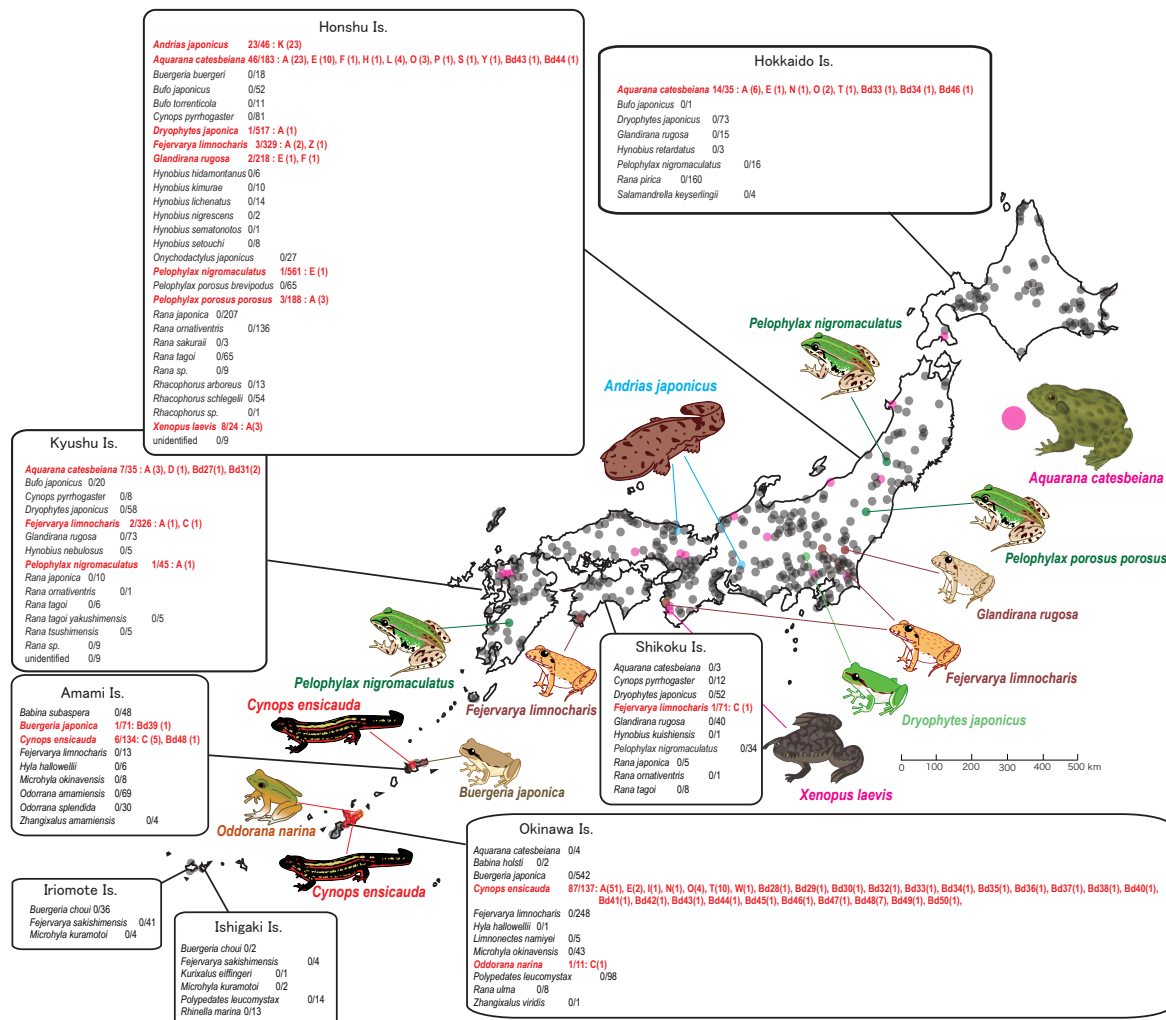 Honshu Is.
Andrias japonicus 23/46 : K (23)
Aquarana catesbeiana 46/183 : A (23), E (10), F (1), H (1), L (4), O (3), P (1), S (1), Y (1), Bd43 (1), Bd44 (1)
Buergeria buergeri 0/18
Bufo japonicus 0/52
Bufo torrenticola 0/11
Cynops pyrrhogaster 0/81
Dryophytes japonica 1/517 : A (1)
Fejervarya limnocharis 3/329 : A (2), Z (1)
Glandirana rugosa 2/218 : E (1), F (1)
Hynobius hidamontanus 0/6
Hynobius kimurae 0/10
Hynobius lichenatus 0/14
Hynobius nigrescens 0/2
Hynobius sematonotos 0/1
Hynobius setouchi 0/8
Onychodactylus japonicus 0/27
Pelophylax nigromaculatus 1/561 : E (1)
Pelophylax porosus brevipodus 0/65
Pelophylax porosus porosus 3/188 : A (3)
Rana japonica 0/207
Rana ornativentris 0/136
Rana sakuraii 0/3
Rana tagoi 0/65
Rana sp. 0/9
Rhacophorus arboreus 0/13
Rhacophorus schlegelii 0/54
Rhacophorus sp. 0/1
Xenopus laevis 8/24 : A(3)
unidentified 0/9
Hokkaido Is.
Aquarana catesbeiana 14/35 : A (6), E (1), N (1), O (2), T (1), Bd33 (1), Bd34 (1), Bd46 (1)
Bufo japonicus 0/1
Dryophytes japonica 0/73
Glandirana rugosa 0/15
Hynobius retardatus 0/3
Pelophylax nigromaculatus 0/16
Rana pirica 0/160
Salamandrella keyserlingii 0/4
Kyushu Is.
Aquarana catesbeiana 7/35 : A (3), D (1), Bd27(1), Bd31(2)
Bufo japonicus 0/20
Cynops pyrrhogaster 0/8
Dryophytes japonicus 0/58
Fejervarya limnocharis 2/326 : A (1), C (1)
Glandirana rugosa 0/73
Hynobius nebulosus 0/5
Pelophylax nigromaculatus 1/45 : A (1)
Rana japonica 0/10
Rana ornativentris 0/1
Rana tagoi 0/6
Rana tagoi yakushimensis 0/5
Rana tsushimensis 0/5
Rana sp. 0/9
unidentified 0/9
Pelophylax nigromaculatus
Andrias japonicus
Aquarana catesbeiana
Pelophylax porosus porosus
Glandirana rugosa
Fejervarya limnocharis
Dryophytes japonicus
Xenopus laevis
0 100 200 300 400 500 km
Pelophylax nigromaculatus
Fejervarya limnocharis
Shikoku Is.
Aquarana catesbeiana 0/3
Cynops pyrrhogaster 0/12
Dryophytes japonicus 0/52
Fejervarya limnocharis 1/71: C (1)
Glandirana rugosa 0/40
Hynobius kuishiensis 0/1
Pelophylax nigromaculatus 0/34
Rana japonica 0/5
Rana ornativentris 0/1
Rana tagoi 0/8
Amami Is.
Babina subaspera 0/48
Buergeria japonica 1/71: Bd39 (1)
Cynops ensicauda 6/134: C (5), Bd48 (1)
Fejervarya limnocharis 0/13
Hyla hallowellii 0/6
Microhyla okinavensis 0/8
Odorrana amamiensis 0/69
Odorrana splendida 0/30
Zhangixalus amamiensis 0/4
Cynops ensicauda
Buergeria japonica
Oddorana narina
Cynops ensicauda
Okinawa Is.
Aquarana catesbeiana 0/4
Babina holsti 0/2
Buergeria japonica 0/542
Cynops ensicauda 87/137: A(51), E(2), I(1), N(1), O(4), T(10), W(1), Bd28(1), Bd29(1), Bd30(1), Bd32(1), Bd33(1), Bd34(1), Bd35(1), Bd36(1), Bd37(1), Bd38(1), Bd40(1),
Bd41(1), Bd42(1), Bd43(1), Bd44(1), Bd45(1), Bd46(1), Bd47(1), Bd48(7), Bd49(1), Bd50(1),
Fejervarya limnocharis 0/248
Hyla hallowellii 0/1
Limnonectes namiyei 0/5
Microhyla okinavensis 0/43
Oddorana narina 1/11: C(1)
Polypedates leucomystax 0/98
Rana ulma 0/8
Zhangixalus viridis 0/1
Iriomote Is.
Buergeria choui 0/36
Fejervarya sakishimensis 0/41
Microhyla kuramotoi 0/4
Ishigaki Is.
Buergeria choui 0/2
Fejervarya sakishimensis 0/4
Kurixalus eiffingeri 0/1
Microhyla kuramotoi 0/2
Polypedates leucomystax 0/14
Rhinella marina 0/13